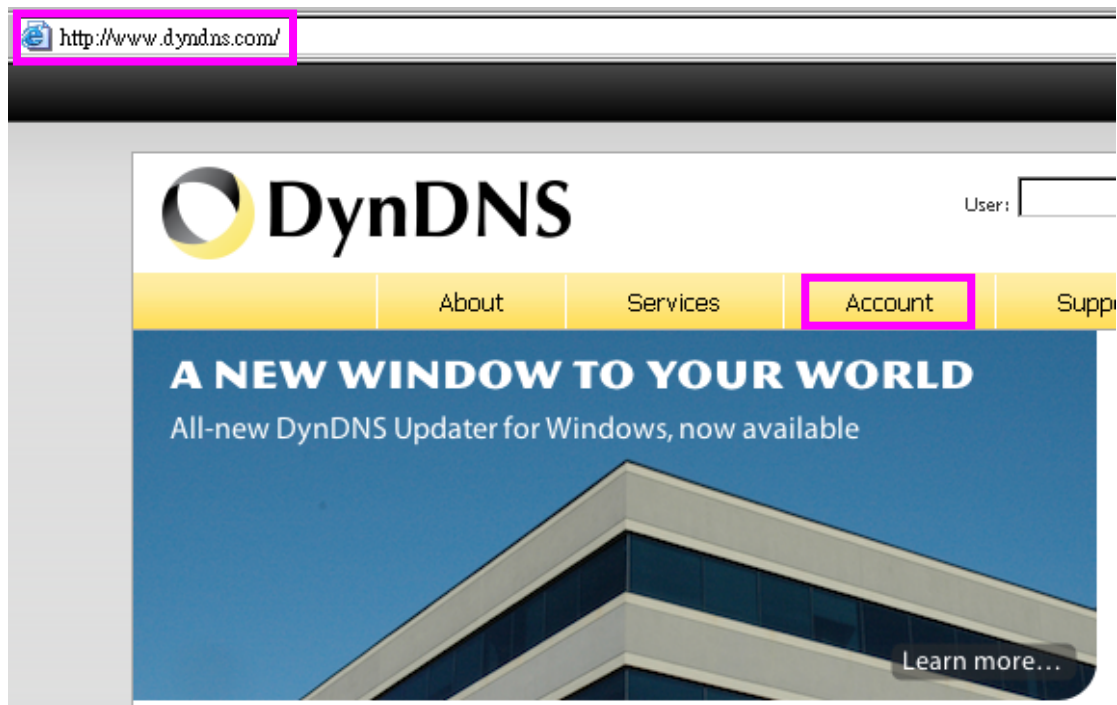 http://www.dyndns.com/
DynDNS
User:
About Services Account Suppo
A NEW WINDOW TO YOUR WORLD
All-new DynDNS Updater for Windows, now available
Learn more...